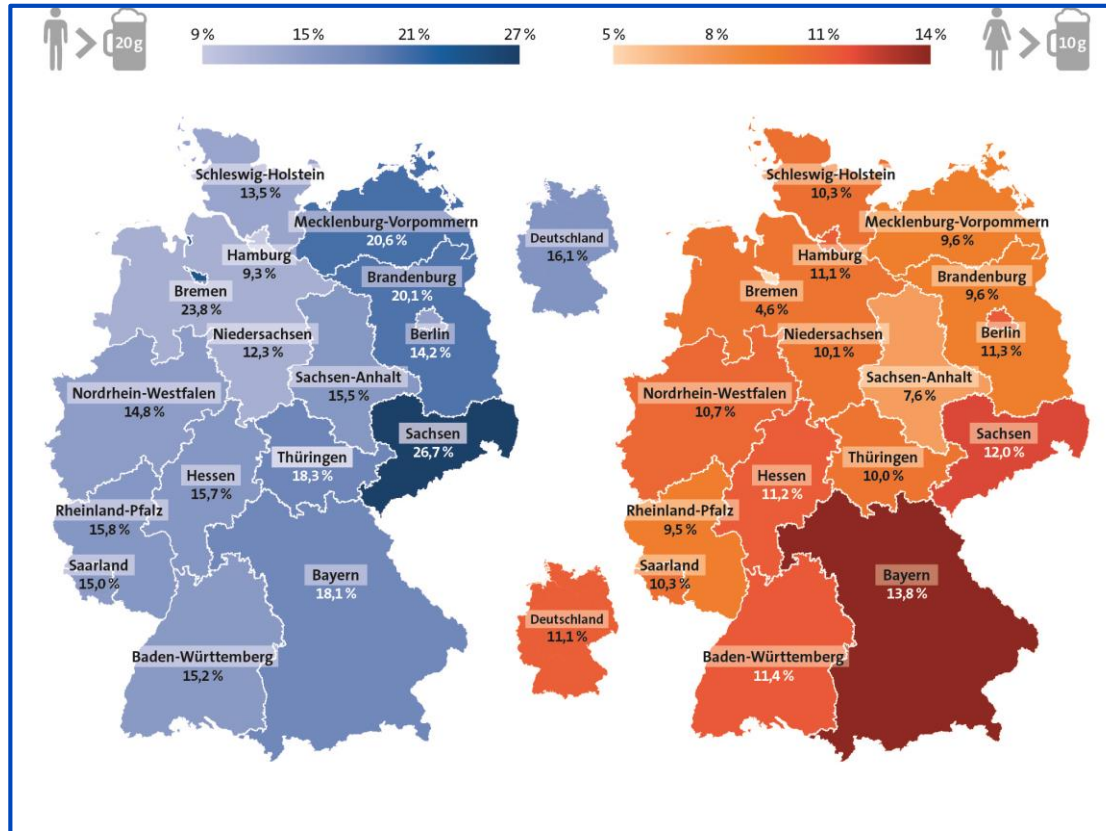 20g
9 %
15 %
21 %
27 %
5 %
8 %
11 %
14 %
10g
Schleswig-Holstein
13,5 %
Mecklenburg-Vorpommern
20,6 %
Hamburg
9,3 %
Brandenburg
20,1 %
Bremen
23,8 %
Berlin
14,2 %
Niedersachsen
12,3 %
Sachsen-Anhalt
15,5 %
Nordrhein-Westfalen
14,8 %
Sachsen
26,7 %
Thüringen
18,3 %
Hessen
15,7 %
Rheinland-Pfalz
15,8 %
Saarland
15,0 %
Bayern
18,1 %
Baden-Württemberg
15,2 %
Deutschland
16,1 %
Deutschland
11,1 %
Schleswig-Holstein
10,3 %
Mecklenburg-Vorpommern
9,6 %
Hamburg
11,1 %
Brandenburg
9,6 %
Bremen
4,6 %
Berlin
11,3 %
Niedersachsen
10,1 %
Sachsen-Anhalt
7,6 %
Nordrhein-Westfalen
10,7 %
Sachsen
12,0 %
Thüringen
10,0 %
Hessen
11,2 %
Rheinland-Pfalz
9,5 %
Saarland
10,3 %
Bayern
13,8 %
Baden-Württemberg
11,4 %